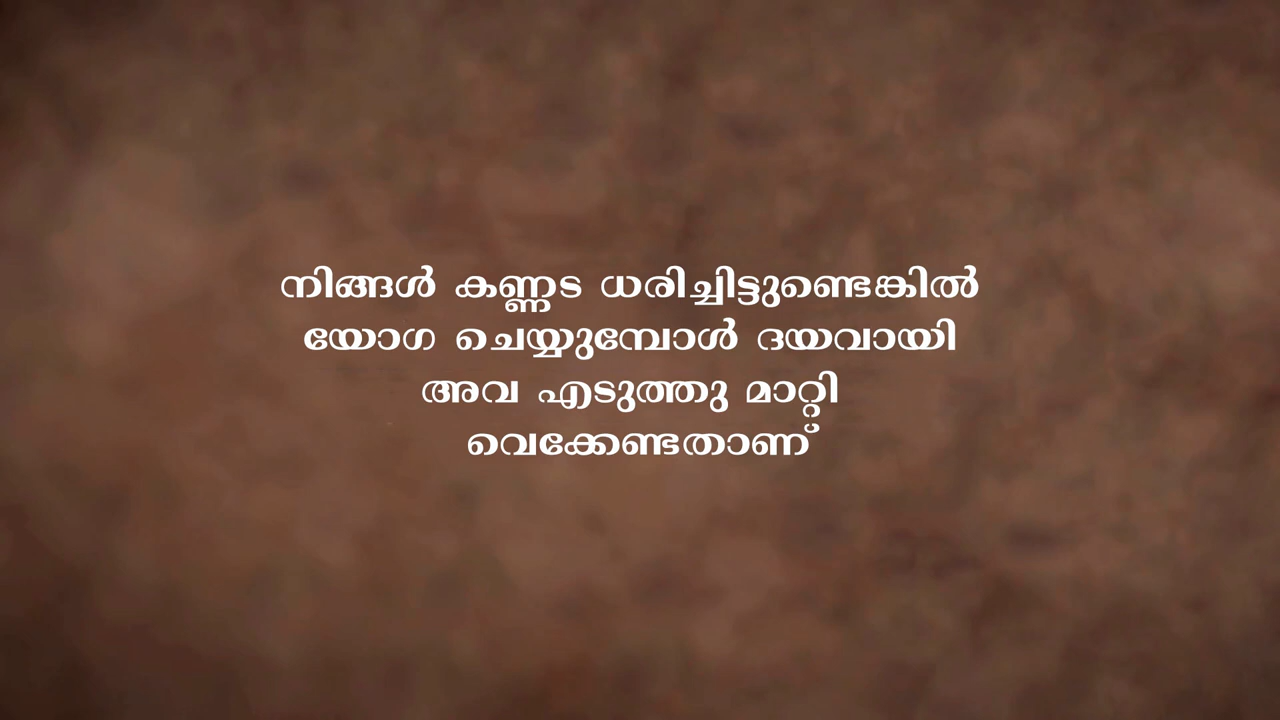 നിങ്ങൾ കണ്ണട ധരിച്ചിട്ടുണ്ടെങ്കിൽ
യോഗ ചെയ്യുമ്പോൾ ദയവായി
അവ എടുത്തു മാറ്റി
വെക്കേണ്ടതാണ്